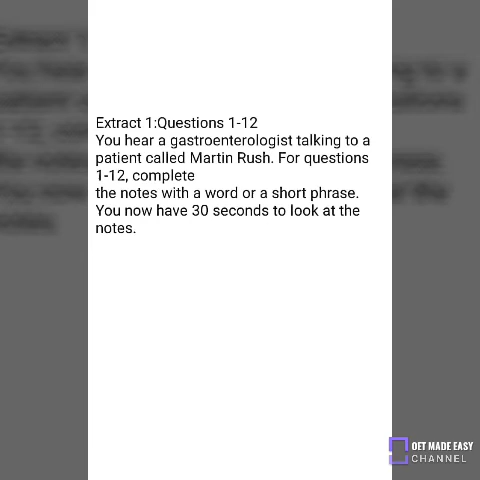 Extract 1:Questions 1-12
You hear a gastroenterologist talking to a
patient called Martin Rush. For questions
1-12, complete
the notes with a word or a short phrase.
You now have 30 seconds to look at the
notes.
OET MADE EASY
CHANNEL